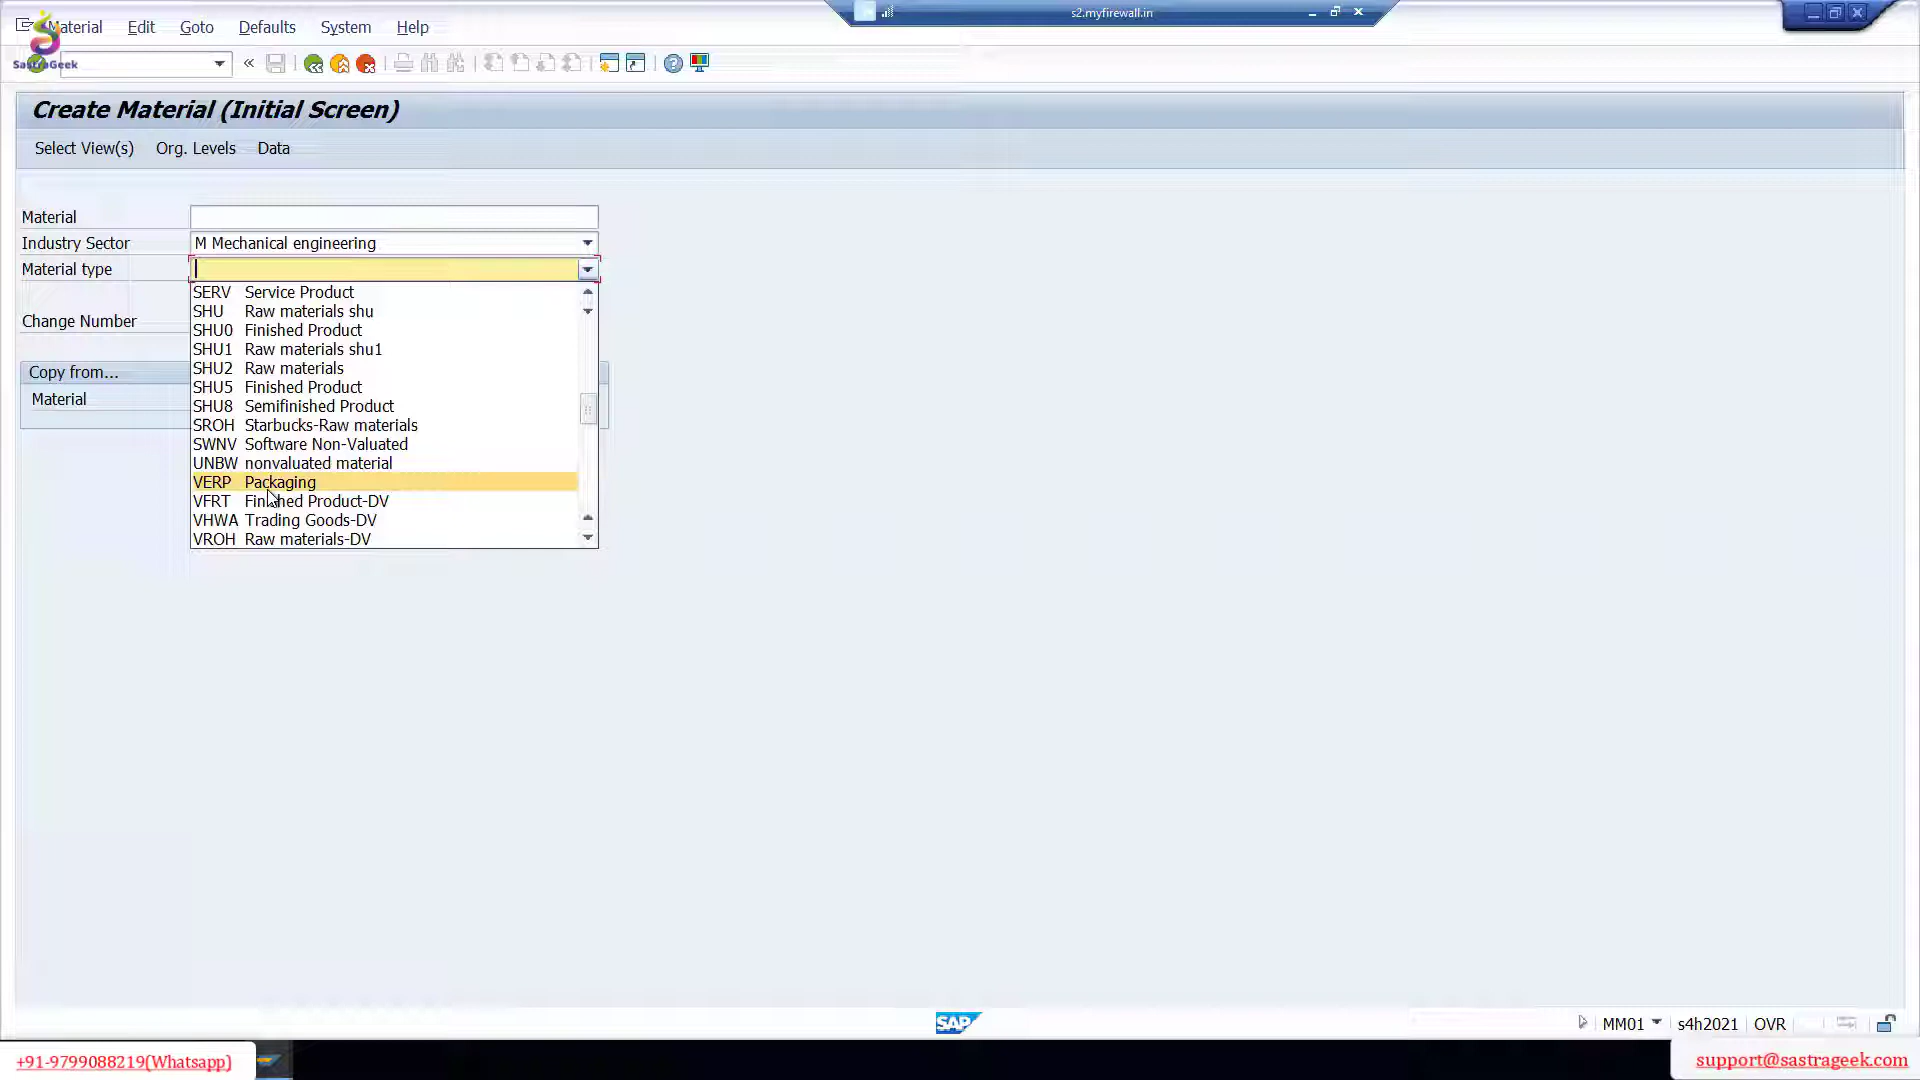 s2.myfirewall.in
Material Edit Goto Defaults System Help
SastraGeek
Create Material (Initial Screen)
Select View(s) Org. Levels Data
Material
Industry Sector M Mechanical engineering
Material type
SERV Service Product
SHU Raw materials shu
Change Number
SHU0 Finished Product
SHU1 Raw materials shu1
Copy from...
SHU2 Raw materials
SHU5 Finished Product
Material
SHU8 Semifinished Product
SROH Starbucks-Raw materials
SWNV Software Non-Valuated
UNBW nonvaluated material
VERP Packaging
VFRT Finished Product-DV
VHWA Trading Goods-DV
VROH Raw materials-DV
SAP
MM01 s4h2021 OVR
+91-9799088219(Whatsapp)
support@sastrageek.com